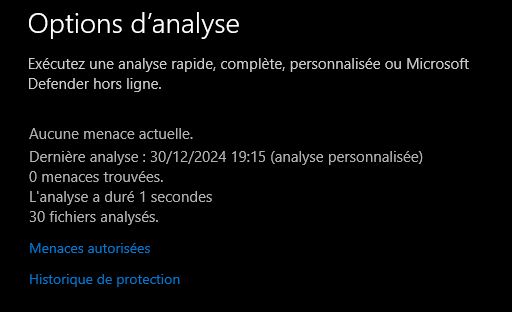 Options d’analyse
Exécutez une analyse rapide, complète, personnalisée ou Microsoft
Defender hors ligne.
Aucune menace actuelle.
Dernière analyse : 30/12/2024 19:15 (analyse personnalisée)
0 menaces trouvées.
L'analyse a duré 1 secondes
30 fichiers analysés.
Menaces autorisées
Historique de protection